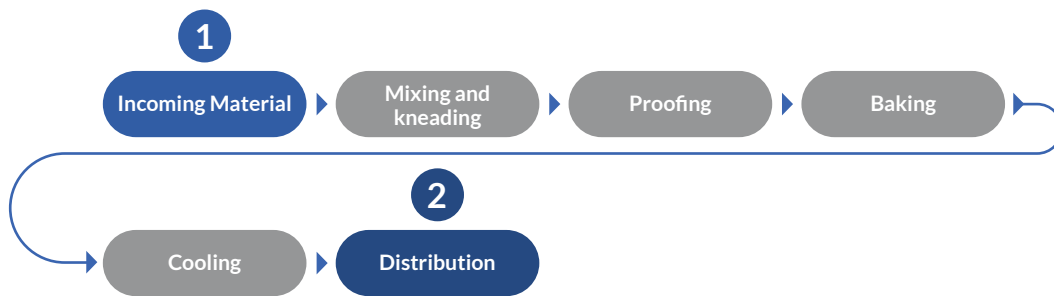 1
Incoming Material
Mixing and
kneading
Proofing
Baking
2
Cooling
Distribution